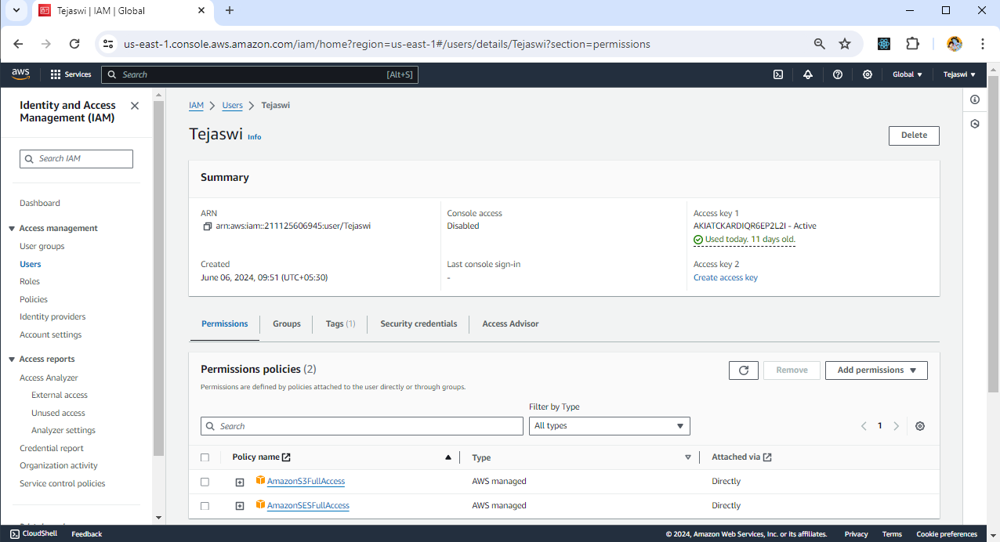 Tejaswi | IAM | Global
us-east-1.console.aws.amazon.com/iam/home?region=us-east-1#/users/details/Tejaswi?section=permissions
aws
Services
Search
[Alt+S]
Global
Tejaswi
Identity and Access
Management (IAM)
Search IAM
Dashboard
Access management
User groups
Users
Roles
Policies
Identity providers
Account settings
Access reports
Access Analyzer
External access
Unused access
Analyzer settings
Credential report
Organization activity
Service control policies
IAM > Users > Tejaswi
Tejaswi Info
Delete
Summary
ARN
arn:aws:iam::211125606945:user/Tejaswi
Created
June 06, 2024, 09:51 (UTC+05:30)
Console access
Disabled
Last console sign-in
-
Access key 1
AKIATCKARDIQR6EP2L2I - Active
Used today. 11 days old.
Access key 2
Create access key
Permissions
Groups
Tags (1)
Security credentials
Access Advisor
Permissions policies (2)
Permissions are defined by policies attached to the user directly or through groups.
Remove
Add permissions
Filter by Type
Search
All types
1
Policy name
Type
Attached via
AmazonS3FullAccess
AWS managed
Directly
AmazonSESFullAccess
AWS managed
Directly
CloudShell
Feedback
© 2024, Amazon Web Services, Inc. or its affiliates.
Privacy
Terms
Cookie preferences